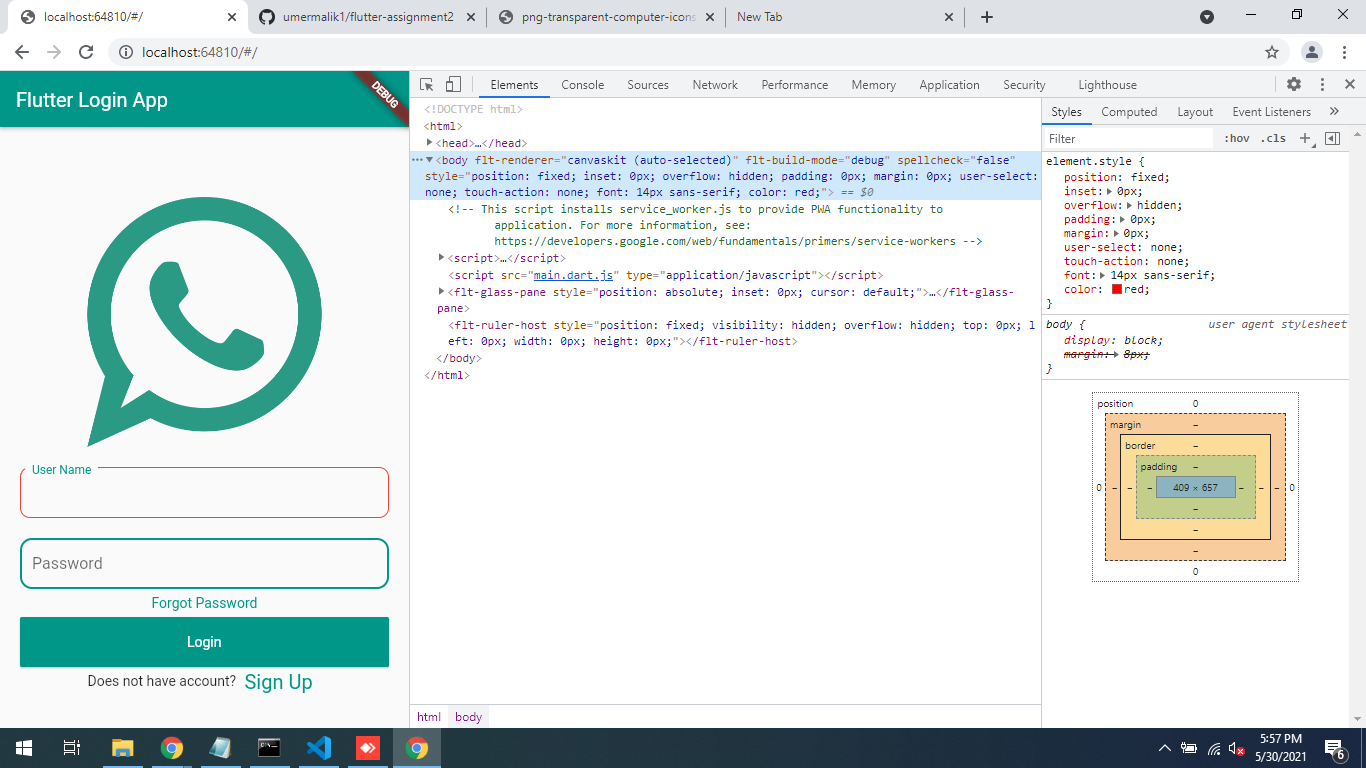 localhost:64810/#/
umermalik1/flutter-assignment2
png-transparent-computer-icons
New Tab
localhost:64810/#/
Flutter Login App
DEBUG
User Name
Password
Forgot Password
Login
Does not have account? Sign Up
Elements Console Sources Network Performance Memory Application Security Lighthouse
<!DOCTYPE html>
<html>
<head>…</head>
<body flt-renderer="canvaskit (auto-selected)" flt-build-mode="debug" spellcheck="false"
style="position: fixed; inset: 0px; overflow: hidden; padding: 0px; margin: 0px; user-select:
none; touch-action: none; font: 14px sans-serif; color: red;"> == $0
<!-- This script installs service_worker.js to provide PWA functionality to
application. For more information, see:
https://developers.google.com/web/fundamentals/primers/service-workers -->
<script>…</script>
<script src="main.dart.js" type="application/javascript"></script>
<flt-glass-pane style="position: absolute; inset: 0px; cursor: default;">…</flt-glass-
pane>
<flt-ruler-host style="position: fixed; visibility: hidden; overflow: hidden; top: 0px; l
eft: 0px; width: 0px; height: 0px;"></flt-ruler-host>
</body>
</html>
html body
Styles Computed Layout Event Listeners »
Filter :hov .cls
element.style {
position: fixed;
inset: 0px;
overflow: hidden;
padding: 0px;
margin: 0px;
user-select: none;
touch-action: none;
font: 14px sans-serif;
color: red;
}
body { user agent stylesheet
display: block;
margin: 8px;
}
position 0
margin –
border –
padding –
0 – – – 409 × 657 – – – 0
–
–
–
0
5:57 PM
5/30/2021
6